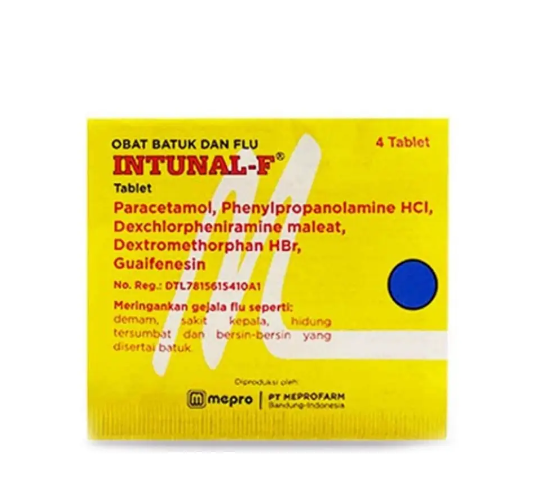 OBAT BATUK DAN FLU
4 Tablet
INTUNAL-F®
Tablet
Paracetamol, Phenylpropanolamine HCl,
Dexchlorpheniramine maleat,
Dextromethorphan HBr,
Guaifenesin
No. Reg.: DTL7815615410A1
Meringankan gejala flu seperti:
demam, sakit kepala, hidung
tersumbat dan bersin-bersin yang
disertai batuk.
Diproduksi oleh:
mepro
PT MEPROFARM
Bandung-Indonesia